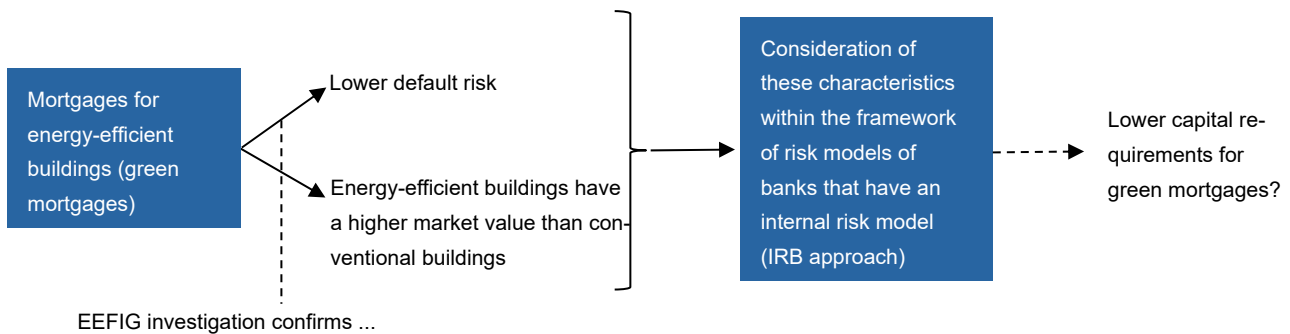 Mortgages for
energy-efficient
buildings (green
mortgages)
Lower default risk
Energy-efficient buildings have
a higher market value than con-
ventional buildings
EEFIG investigation confirms ...
Consideration of
these characteristics
within the framework
of risk models of
banks that have an
internal risk model
(IRB approach)
Lower capital re-
quirements for
green mortgages?